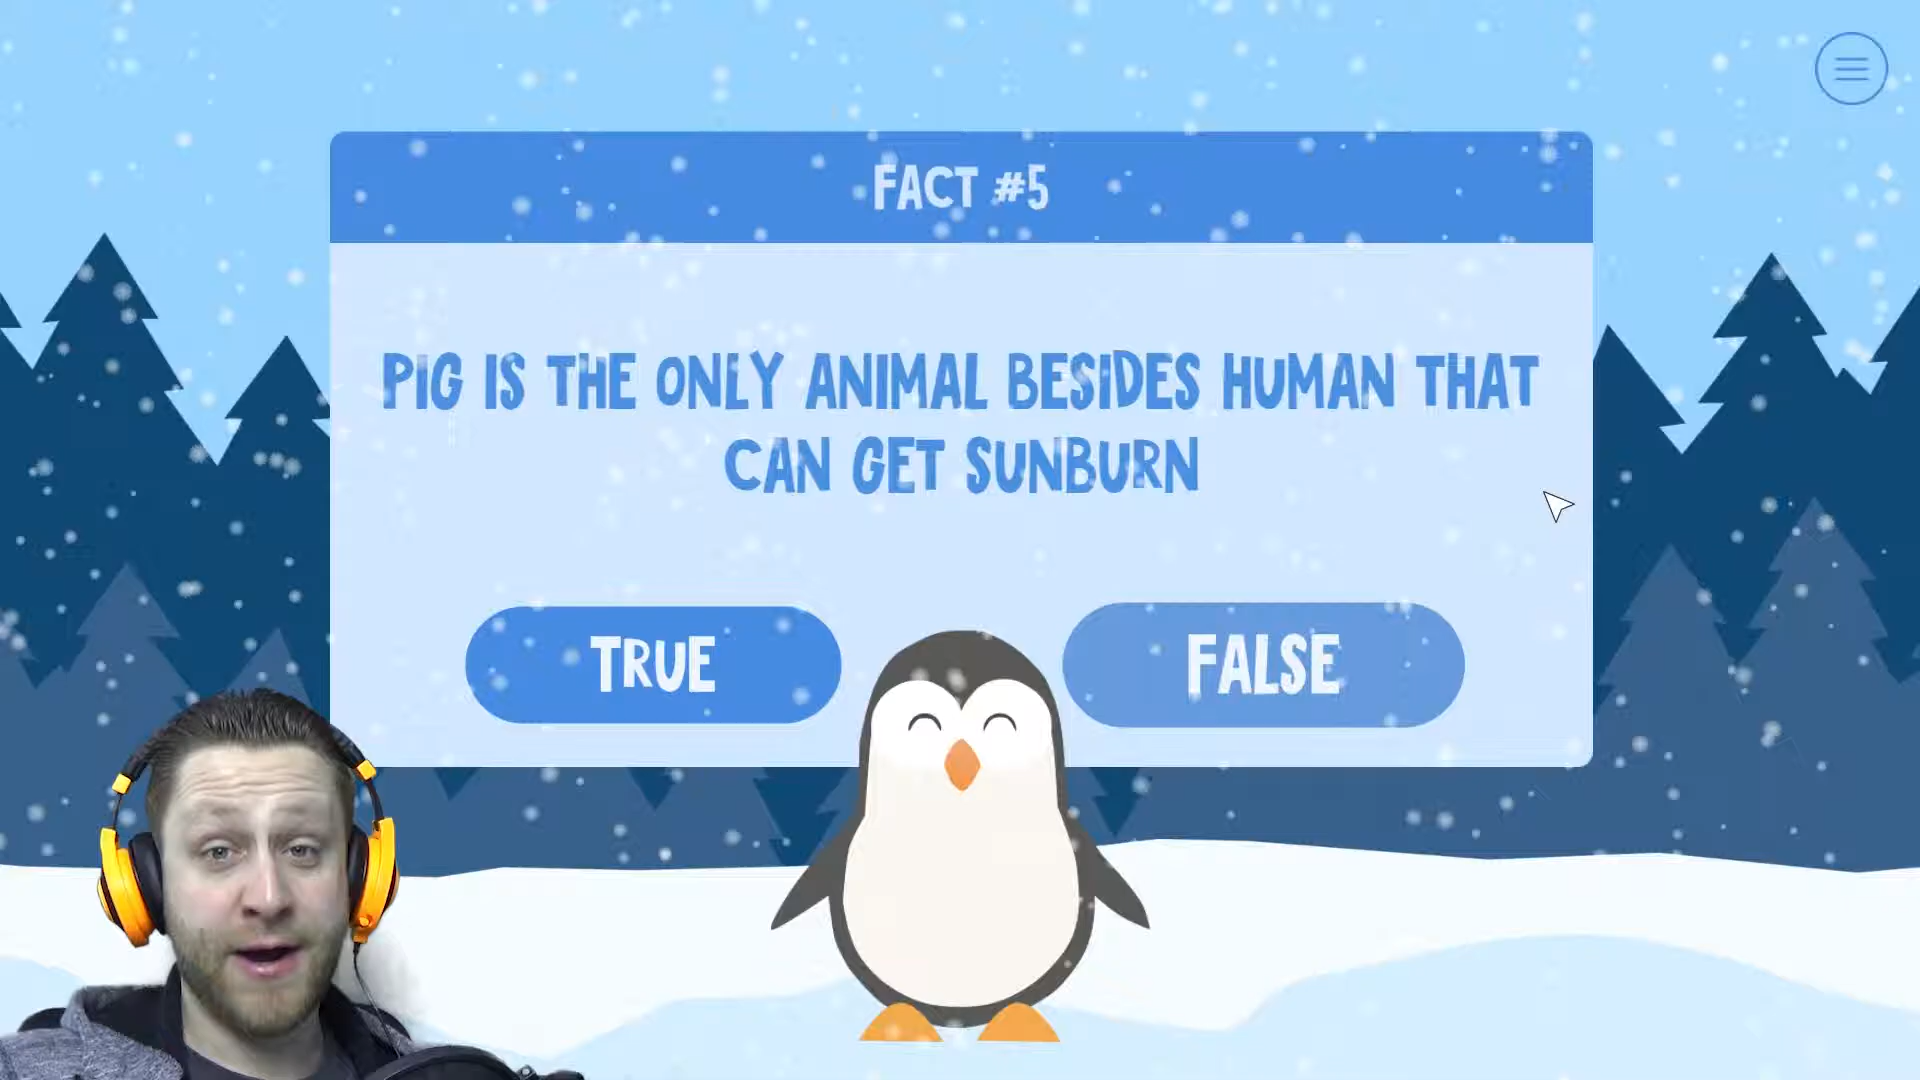 FACT #5
PIG IS THE ONLY ANIMAL BESIDES HUMAN THAT
CAN GET SUNBURN
TRUE
FALSE